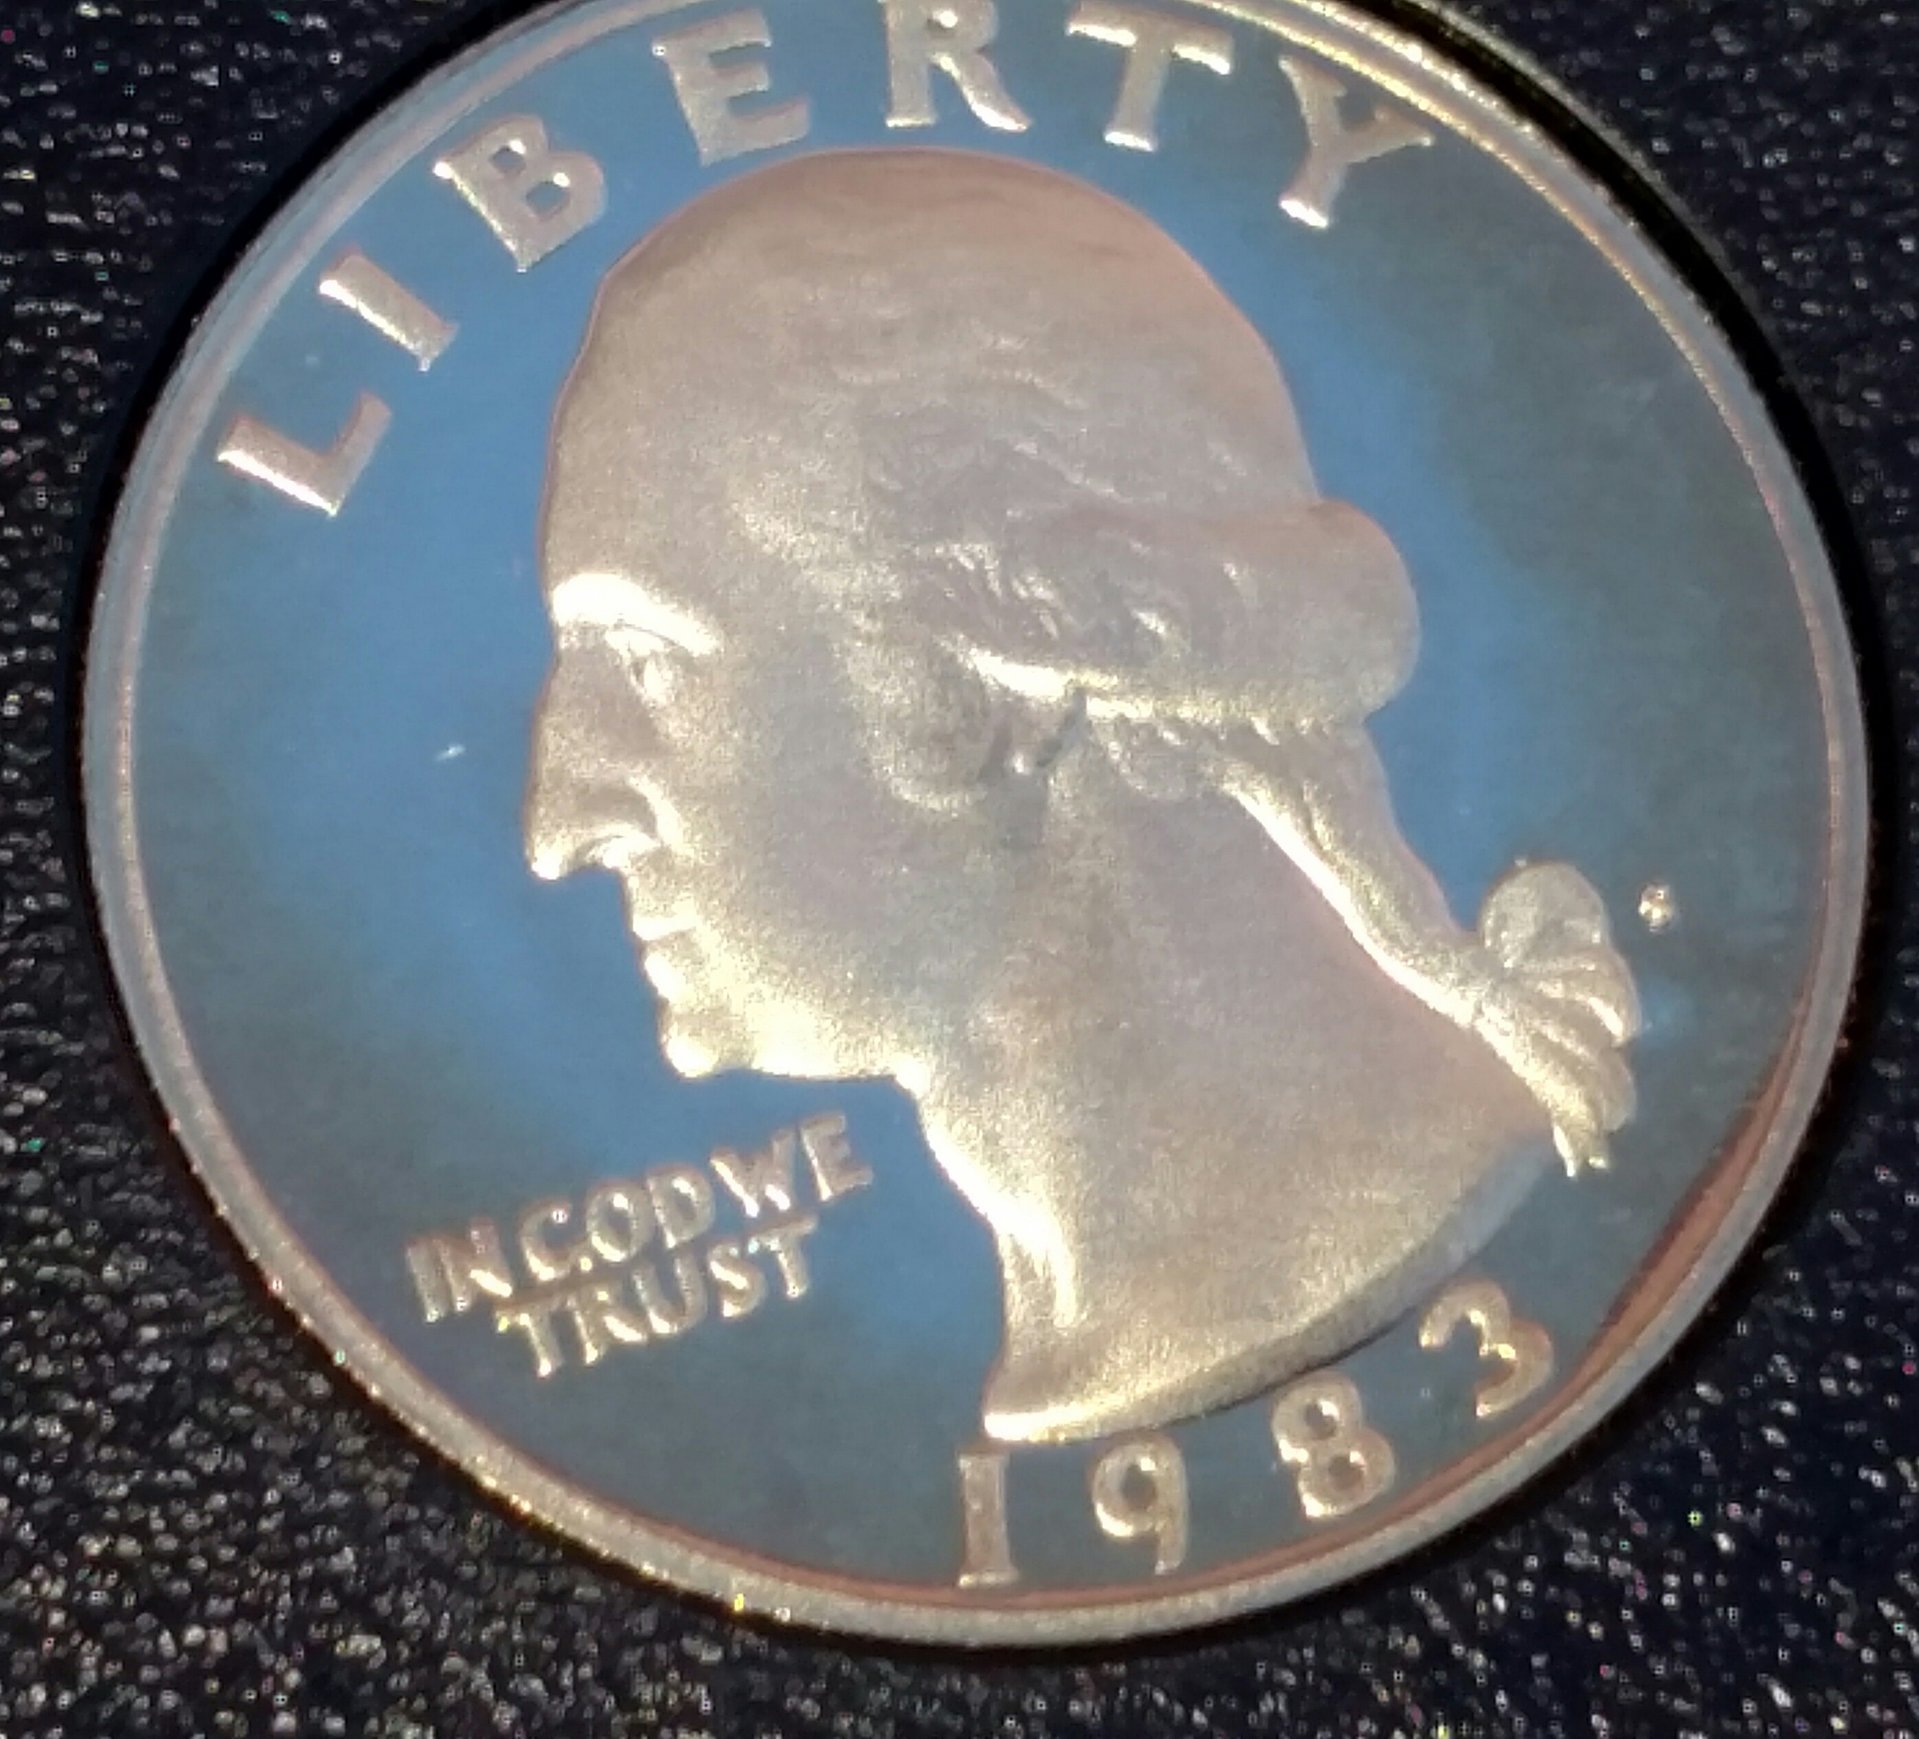 LIBERTY
IN GOD WE
TRUST
1983